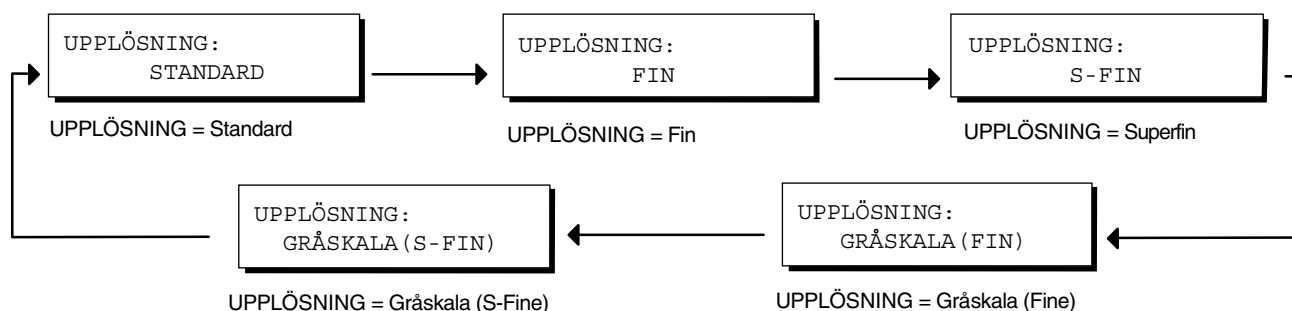 UPPLÖSNING:
STANDARD
UPPLÖSNING = Standard
UPPLÖSNING:
FIN
UPPLÖSNING = Fin
UPPLÖSNING:
S-FIN
UPPLÖSNING = Superfin
UPPLÖSNING:
GRÅSKALA(FIN)
UPPLÖSNING = Gråskala (Fine)
UPPLÖSNING:
GRÅSKALA(S-FIN)
UPPLÖSNING = Gråskala (S-Fine)